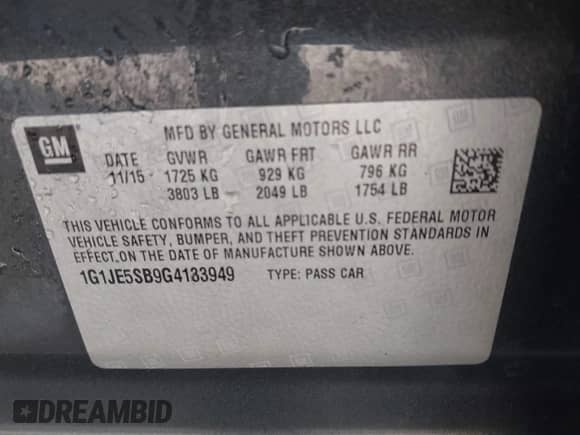 GM
MFD BY GENERAL MOTORS LLC
DATE GVWR GAWR FRT GAWR RR
11/15 1725 KG 929 KG 796 KG
3803 LB 2049 LB 1754 LB
THIS VEHICLE CONFORMS TO ALL APPLICABLE U.S. FEDERAL MOTOR
VEHICLE SAFETY, BUMPER, AND THEFT PREVENTION STANDARDS IN
EFFECT ON THE DATE OF MANUFACTURE SHOWN ABOVE.
1G1JE5SB9G4133949 TYPE: PASS CAR
DREAMBID